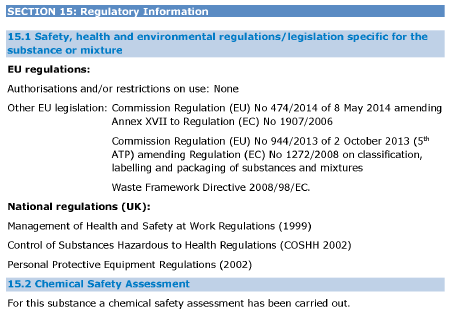 SECTION 15: Regulatory Information
15.1 Safety, health and environmental regulations/legislation specific for the
substance or mixture
EU regulations:
Authorisations and/or restrictions on use: None
Other EU legislation: Commission Regulation (EU) No 474/2014 of 8 May 2014 amending
Annex XVII to Regulation (EC) No 1907/2006
Commission Regulation (EU) No 944/2013 of 2 October 2013 (5th
ATP) amending Regulation (EC) No 1272/2008 on classification,
labelling and packaging of substances and mixtures
Waste Framework Directive 2008/98/EC.
National regulations (UK):
Management of Health and Safety at Work Regulations (1999)
Control of Substances Hazardous to Health Regulations (COSHH 2002)
Personal Protective Equipment Regulations (2002)
15.2 Chemical Safety Assessment
For this substance a chemical safety assessment has been carried out.